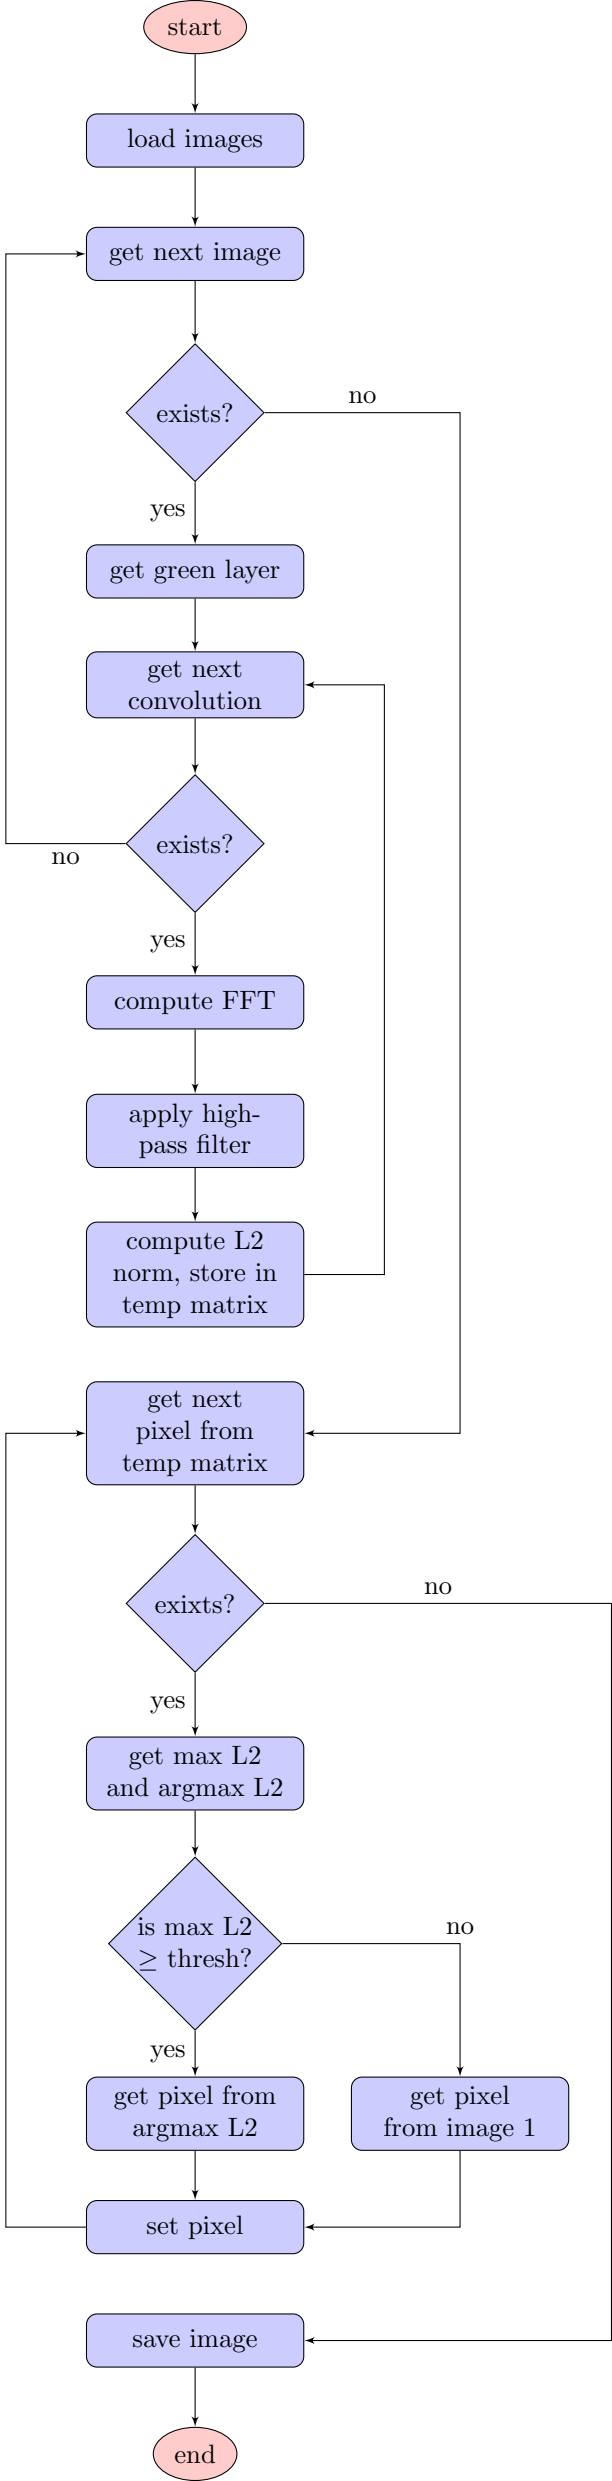 start
load images
get next image
exists?
no
yes
get green layer
get next
convolution
exists?
no
yes
compute FFT
apply high-
pass filter
compute L2
norm, store in
temp matrix
get next
pixel from
temp matrix
exixts?
no
yes
get max L2
and argmax L2
is max L2
≥ thresh?
no
yes
get pixel from
argmax L2
get pixel
from image 1
set pixel
save image
end